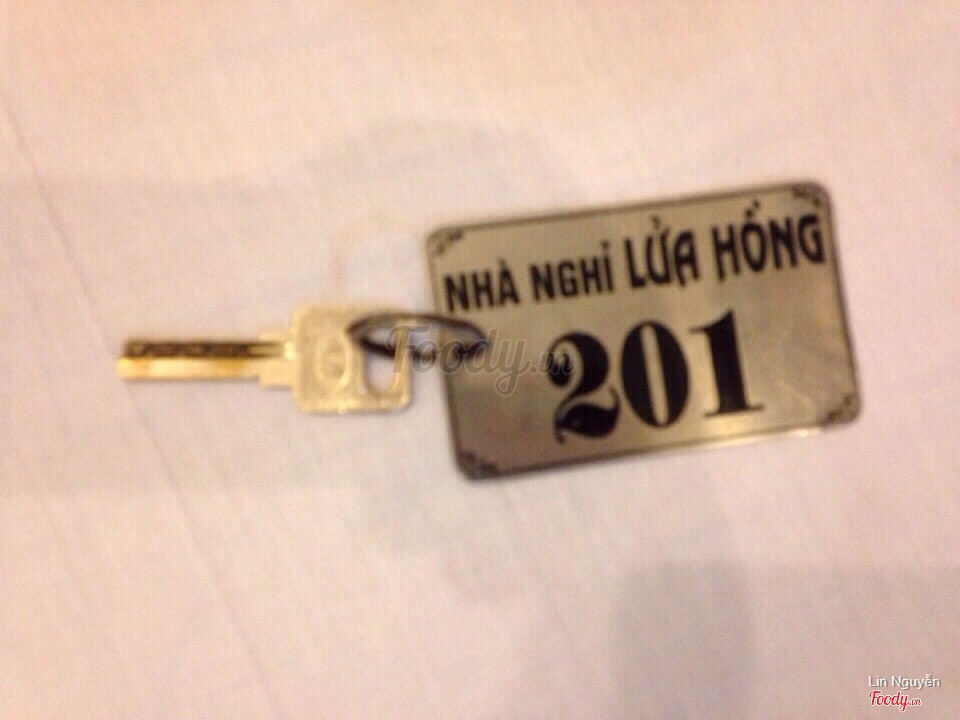 NHÀ NGHỈ LỬA HỒNG
201
Foody.vn
Lin Nguyễn
Foody.vn